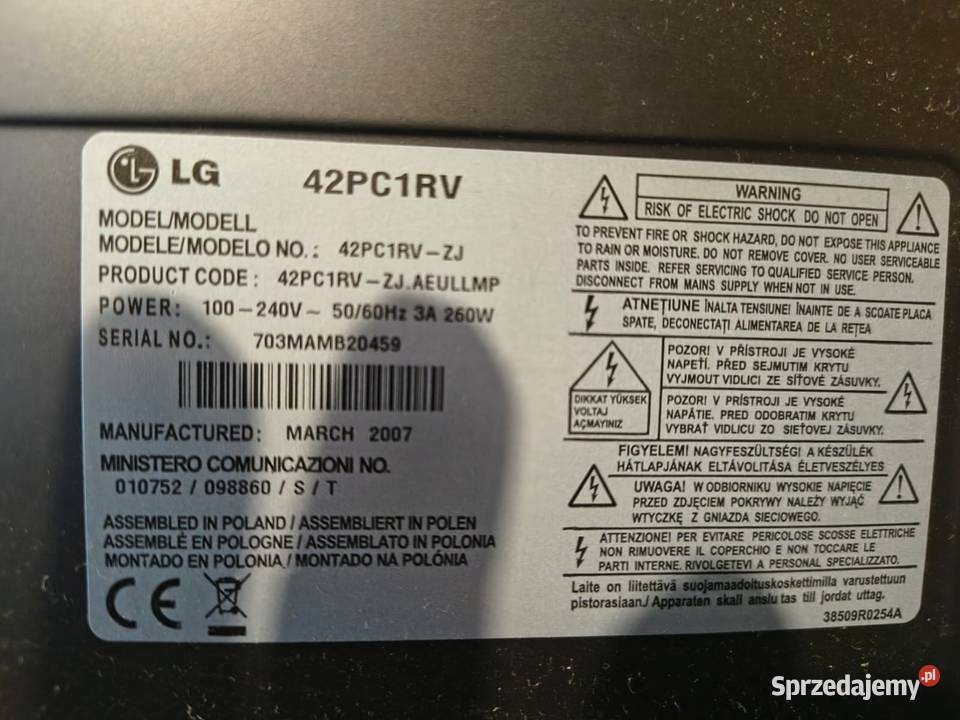 LG 42PC1RV
MODEL/MODELL
MODELE/MODELO NO.: 42PC1RV-ZJ
PRODUCT CODE: 42PC1RV-ZJ.AEULLMP
POWER: 100-240V~ 50/60Hz 3A 260W
SERIAL NO.: 703MAMB20459
MANUFACTURED: MARCH 2007
MINISTERO COMUNICAZIONI NO.
010752 / 098860 / S / T
ASSEMBLED IN POLAND / ASSEMBLIERT IN POLEN
ASSEMBLÉ EN POLOGNE / ASSEMBLATO IN POLONIA
MONTADO EN POLONIA / MONTADO NA POLÓNIA
CE
WARNING
RISK OF ELECTRIC SHOCK DO NOT OPEN
TO PREVENT FIRE OR SHOCK HAZARD, DO NOT EXPOSE THIS APPLIANCE
TO RAIN OR MOISTURE. DO NOT REMOVE COVER. NO USER SERVICEABLE
PARTS INSIDE. REFER SERVICING TO QUALIFIED SERVICE PERSON.
DISCONNECT FROM MAINS SUPPLY WHEN NOT IN USE.
ATNEȚIUNE ÎNALTA TENSIUNE! ÎNAINTE DE A SCOATE PLACA
SPATE, DECONECTAȚI ALIMENTAREA DE LA REȚEA
DIKKAT YÜKSEK
VOLTAJ
AÇMAYINIZ
POZOR! V PŘÍSTROJI JE VYSOKÉ
NAPETÍ. PŘED SEJMUTIM KRYTU
VYJMOUT VIDLICI ZE SÍŤOVÉ ZÁSUVKY.
POZOR! V PRÍSTROJI JE VYSOKÉ
NAPÄTIE. PRED ODOBRATIM KRYTU
VYBRAŤ VIDLICU ZO SIEŤOVEJ ZÁSUVKY.
FIGYELEM! NAGYFESZÜLTSÉG! A KÉSZÜLÉK
HÁTLAPJÁNAK ELTÁVOLITÁSA ÉLETVESZÉLYES
UWAGA! W ODBIORNIKU WYSOKIE NAPIĘCIE
PRZED ZDJĘCIEM POKRYWY NALEŻY WYJĄĆ
WTYCZKĘ Z GNIAZDA SIECIOWEGO.
ATTENZIONE! PER EVITARE PERICOLOSE SCOSSE ELETTRICHE
NON RIMUOVERE IL COPERCHIO E NON TOCCARE LE
PARTI INTERNE. RIVOLGETEVI A PERSONAL SPECIALIZZATO.
Laite on liitettävä suojamaadoituskoskettimilla varustettuun
pistorasiaan./ Apparaten skall anslutas till jordat uttag.
38509R0254A
Sprzedajemy.pl